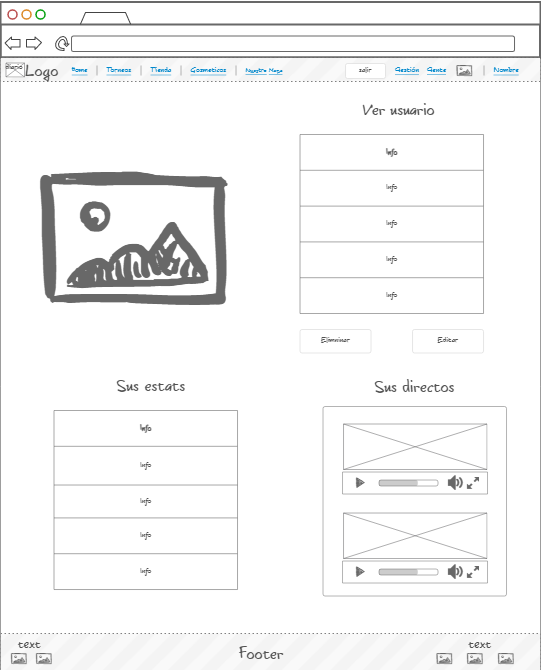 Logo Home | Torneos | Tienda | Cosmeticos | Nuestra Mesa salir Gestión Gente | Nombre
Ver usuario
Info
Info
Info
Info
Info
Eliminar Editar
Sus estats
Info
Info
Info
Info
Info
Sus directos
text
Footer
text